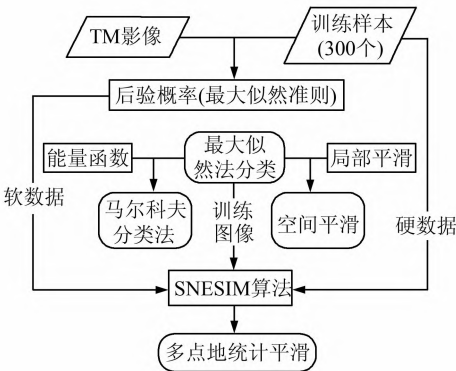 TM影像
训练样本
(300个)
后验概率(最大似然准则)
能量函数
最大似
然法分类
局部平滑
软数据
马尔科夫
分类法
训练
图像
空间平滑
硬数据
SNESIM算法
多点地统计平滑